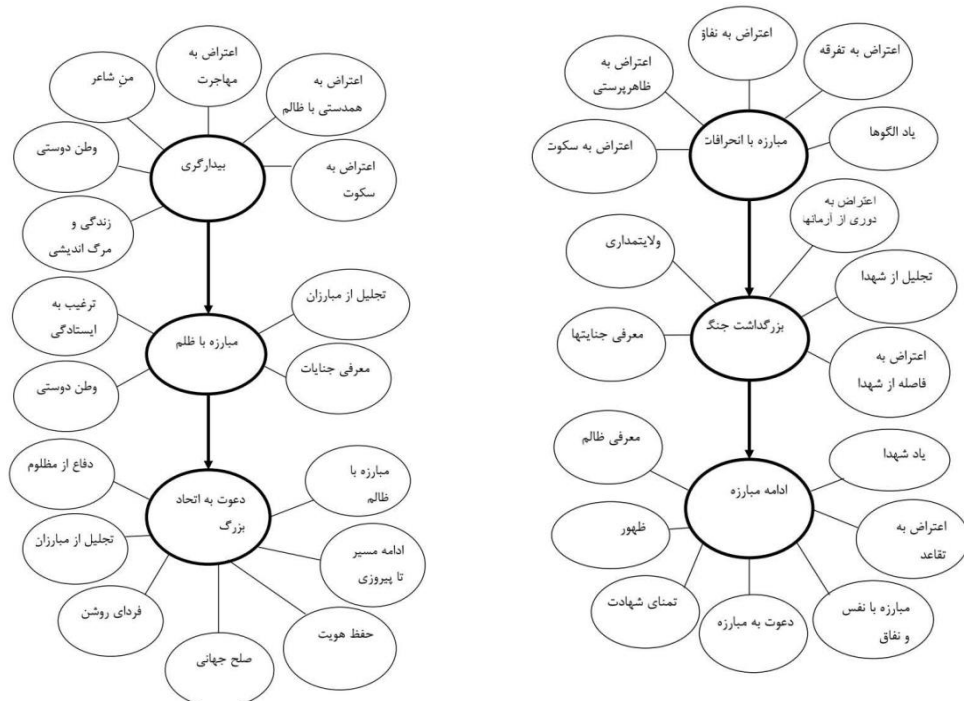 من شاعر
اعتراض به
مهاجرت
اعتراض به
همدستی با ظالم
وطن دوستی
بیدارگری
اعتراض به
سکوت
زندگی و
مرگ اندیشی
ترغیب به
ایستادگی
تجلیل از مبارزان
مبارزه با ظلم
وطن دوستی
معرفی جنایات
دفاع از مظلوم
دعوت به اتحاد
بزرگ
مبارزه با
ظالم
تجلیل از مبارزان
ادامه مسیر
تا پیروزی
فردای روشن
صلح جهانی
حفظ هویت
اعتراض به
ظاهرپرستی
اعتراض به نفاق
اعتراض به تفرقه
اعتراض به سکوت
مبارزه با انحرافات
یاد الگوها
ولایتمداری
اعتراض به
دوری از آرمانها
معرفی جنایتها
بزرگداشت جنگ
تجلیل از شهدا
اعتراض به
فاصله از شهدا
معرفی ظالم
ادامه مبارزه
یاد شهدا
ظهور
اعتراض به
تقاعد
تمنای شهادت
دعوت به مبارزه
مبارزه با نفس
و نفاق